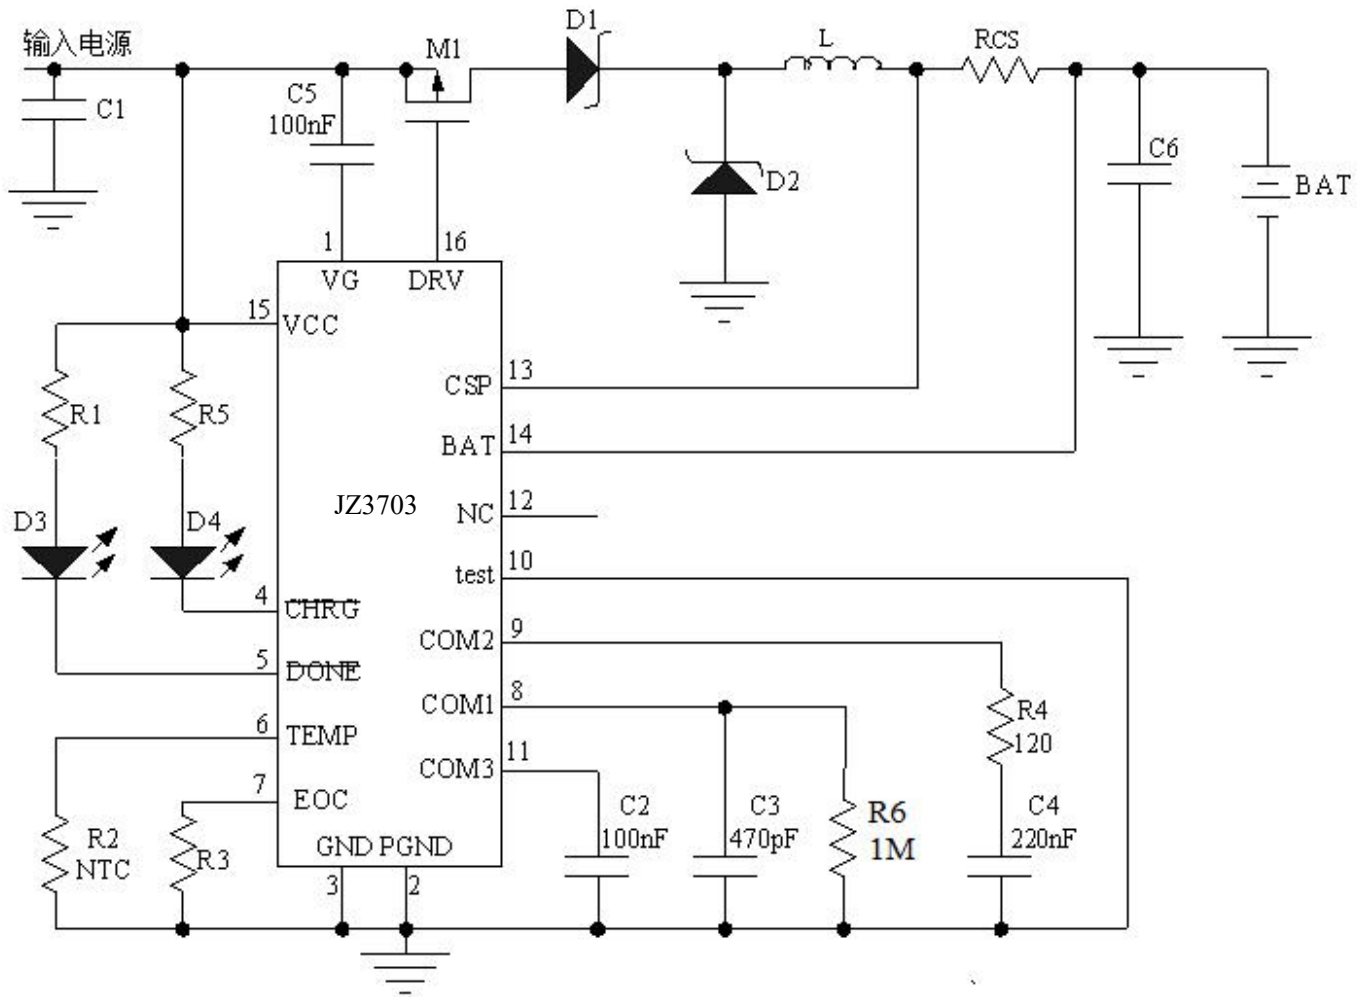 输入电源
C1
C5
100nF
M1
D1
L
RCS
D2
C6
BAT
1
16
VG
DRV
15
VCC
R1
R5
13
CSP
14
BAT
JZ3703
12
NC
10
test
D3
D4
4
CHRG
5
DONE
9
COM2
8
COM1
11
COM3
6
TEMP
7
EOC
R2
NTC
R3
GND
PGND
3
2
C2
100nF
C3
470pF
R6
1M
R4
120
C4
220nF